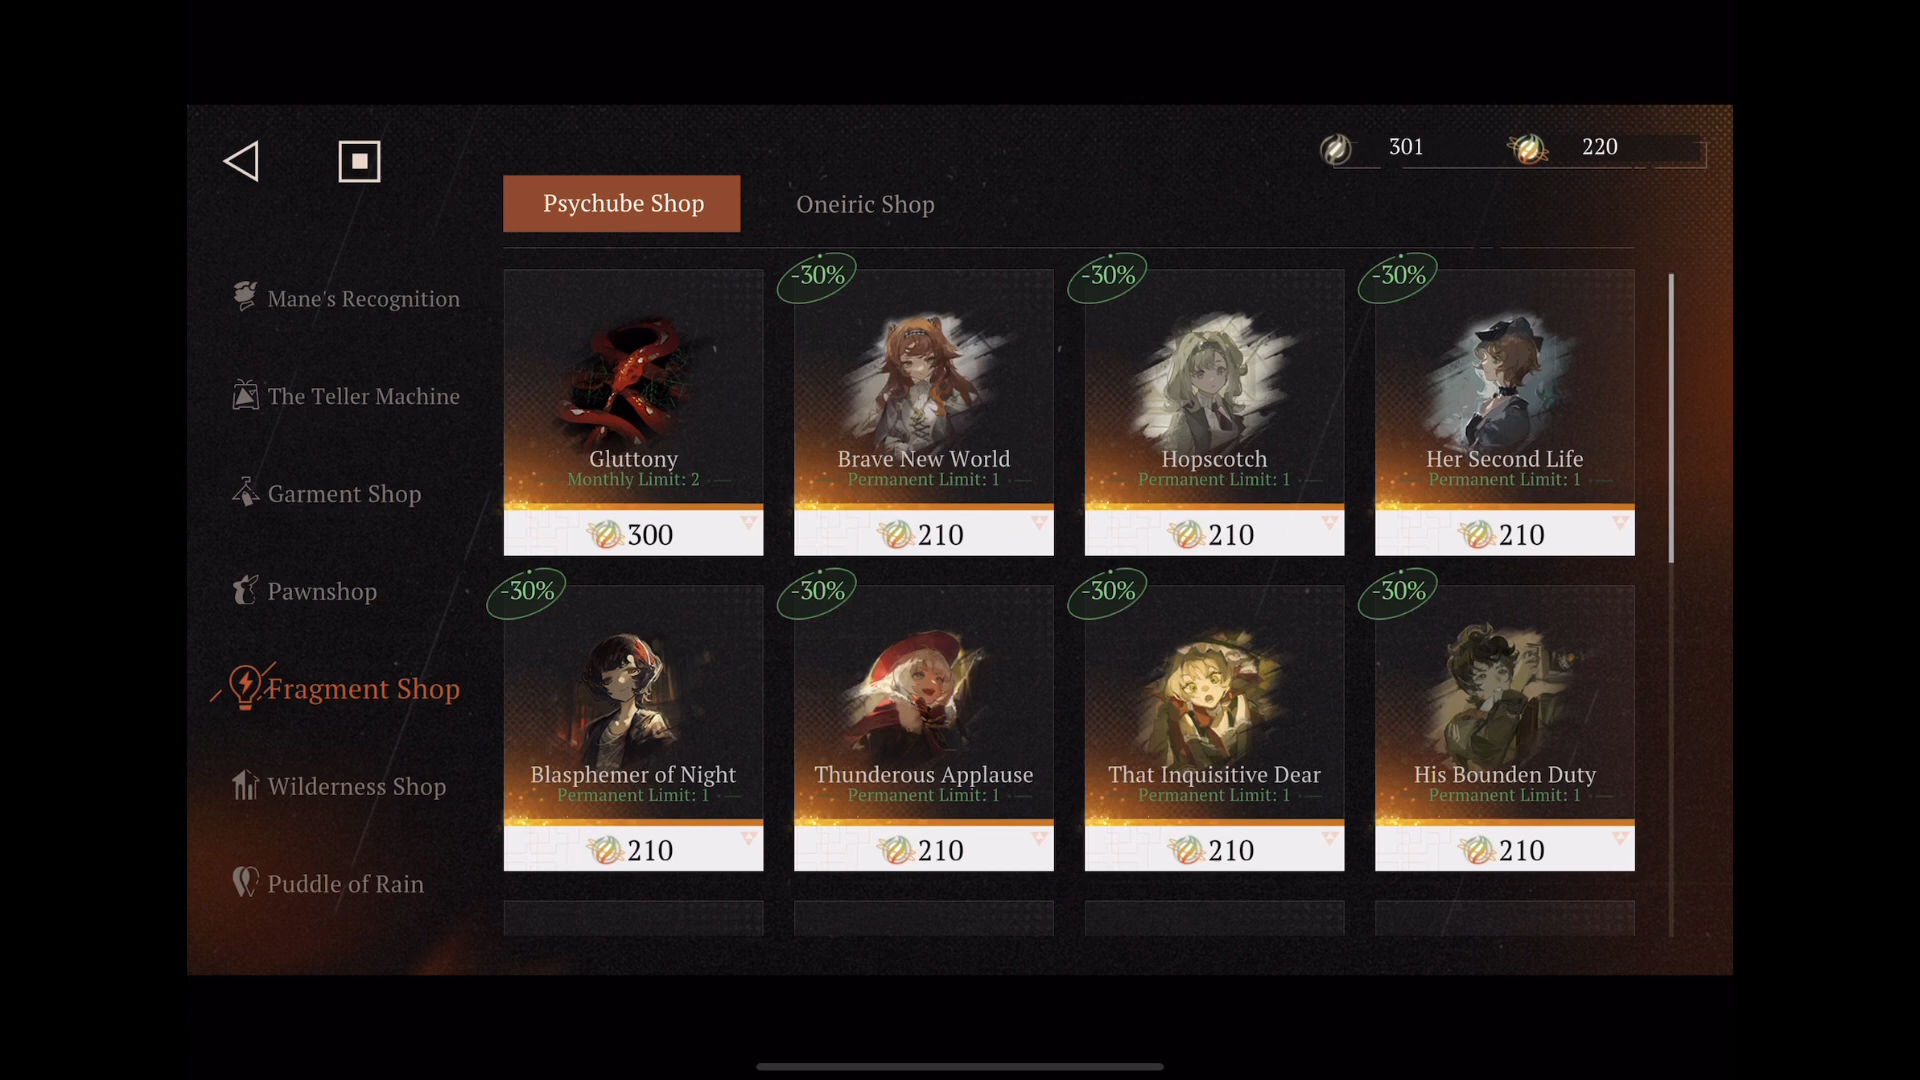 301
220
Psychube Shop
Oneiric Shop
Mane's Recognition
The Teller Machine
Garment Shop
Pawnshop
Fragment Shop
Wilderness Shop
Puddle of Rain
Gluttony
Monthly Limit: 2
300
-30%
Brave New World
Permanent Limit: 1
210
-30%
Hopscotch
Permanent Limit: 1
210
-30%
Her Second Life
Permanent Limit: 1
210
-30%
Blasphemer of Night
Permanent Limit: 1
210
-30%
Thunderous Applause
Permanent Limit: 1
210
-30%
That Inquisitive Dear
Permanent Limit: 1
210
-30%
His Bounden Duty
Permanent Limit: 1
210